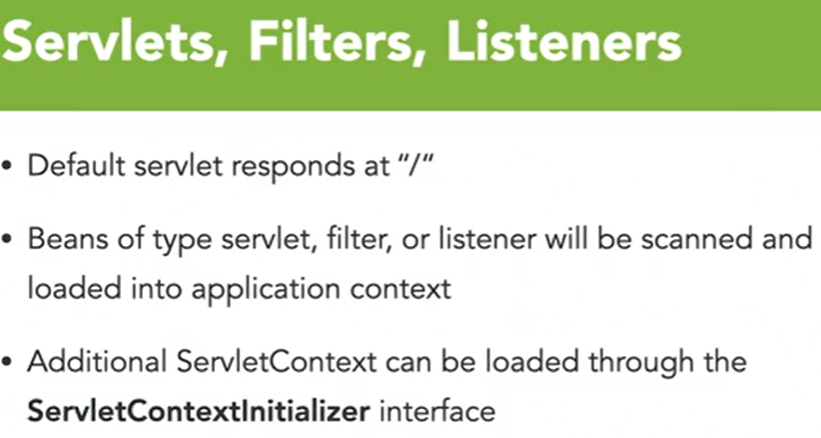 Servlets, Filters, Listeners
• Default servlet responds at "/"
• Beans of type servlet, filter, or listener will be scanned and
loaded into application context
• Additional ServletContext can be loaded through the
ServletContextInitializer interface